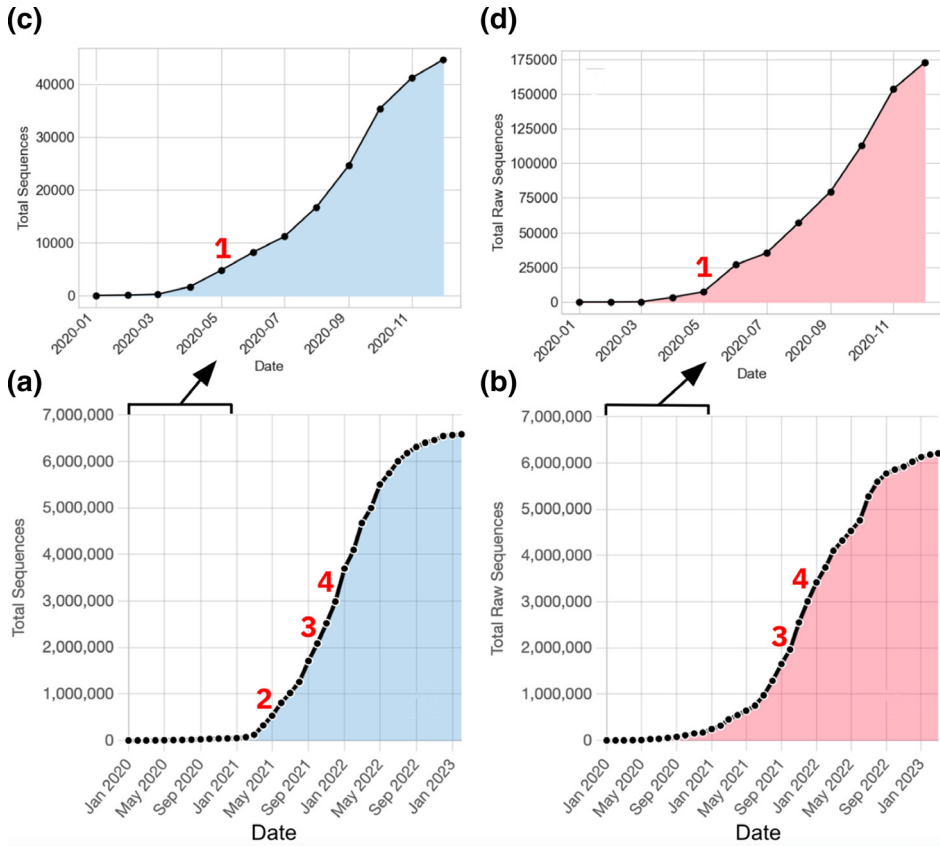 (c)
Total Sequences
40000
30000
20000
10000
0
1
2020-01
2020-03
2020-05
2020-07
2020-09
2020-11
Date
(d)
Total Raw Sequences
175000
150000
125000
100000
75000
50000
25000
0
1
2020-01
2020-03
2020-05
2020-07
2020-09
2020-11
Date
(a)
Total Sequences
7,000,000
6,000,000
5,000,000
4,000,000
3,000,000
2,000,000
1,000,000
0
4
3
2
Jan 2020
May 2020
Sep 2020
Jan 2021
May 2021
Sep 2021
Jan 2022
May 2022
Sep 2022
Jan 2023
Date
(b)
Total Raw Sequences
7,000,000
6,000,000
5,000,000
4,000,000
3,000,000
2,000,000
1,000,000
0
4
3
Jan 2020
May 2020
Sep 2020
Jan 2021
May 2021
Sep 2021
Jan 2022
May 2022
Sep 2022
Jan 2023
Date